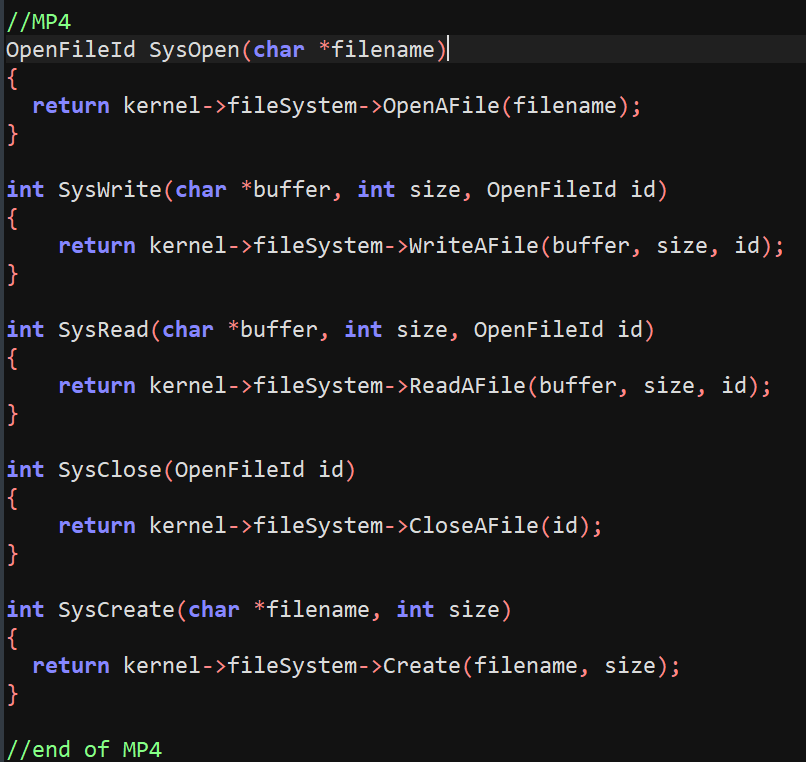 //MP4
OpenFileId SysOpen(char *filename)
{
  return kernel->fileSystem->OpenAFile(filename);
}

int SysWrite(char *buffer, int size, OpenFileId id)
{
    return kernel->fileSystem->WriteAFile(buffer, size, id);
}

int SysRead(char *buffer, int size, OpenFileId id)
{
    return kernel->fileSystem->ReadAFile(buffer, size, id);
}

int SysClose(OpenFileId id)
{
    return kernel->fileSystem->CloseAFile(id);
}

int SysCreate(char *filename, int size)
{
  return kernel->fileSystem->Create(filename, size);
}

//end of MP4